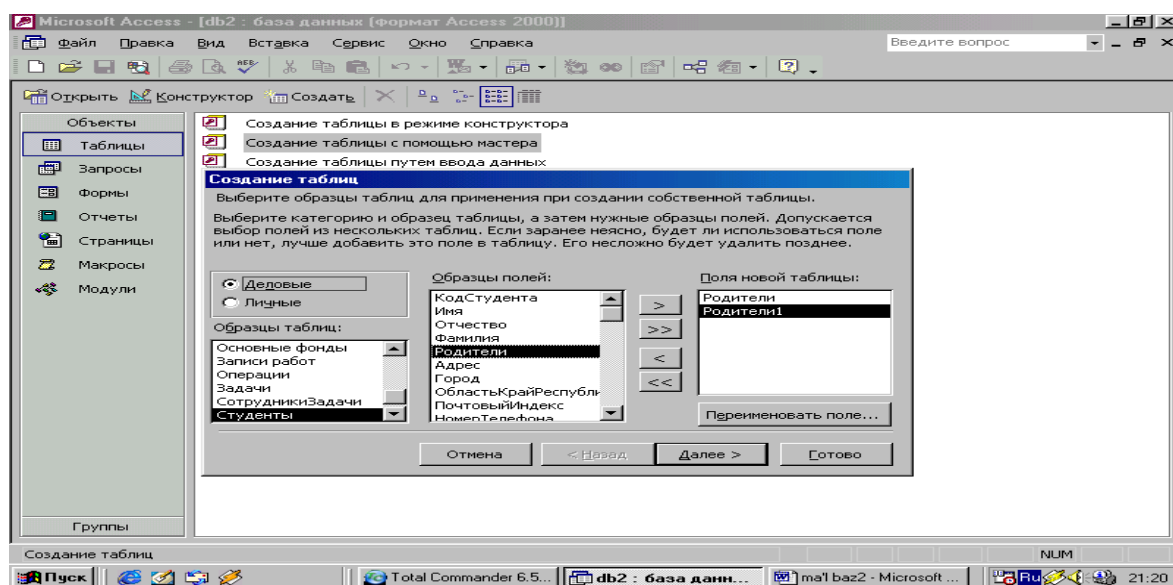 Microsoft Access - [db2 : база данных (формат Access 2000)]
Файл Правка Вид Вставка Сервис Окно Справка Введите вопрос
Открыть Конструктор Создать
Объекты
Таблицы
Запросы
Формы
Отчеты
Страницы
Макросы
Модули
Группы
Создание таблицы в режиме конструктора
Создание таблицы с помощью мастера
Создание таблицы путем ввода данных
Создание таблиц
Выберите образцы таблиц для применения при создании собственной таблицы.
Выберите категорию и образец таблицы, а затем нужные образцы полей. Допускается
выбор полей из нескольких таблиц. Если заранее неясно, будет ли использоваться поле
или нет, лучше добавить это поле в таблицу. Его несложно будет удалить позднее.
Деловые
Личные
Образцы таблиц:
Основные фонды
Записи работ
Операции
Задачи
СотрудникиЗадачи
Студенты
Образцы полей:
КодСтудента
Имя
Отчество
Фамилия
Родители
Адрес
Город
ОбластьКрайРеспубли
ПочтовыйИндекс
НомерТелефона
>
>>
<
<<
Поля новой таблицы:
Родители
Родители1
Переименовать поле...
Отмена < Назад Далее > Готово
Создание таблиц NUM
Пуск Total Commander 6.5... db2 : база данн... ma'l baz2 - Microsoft ... Ru 21:20